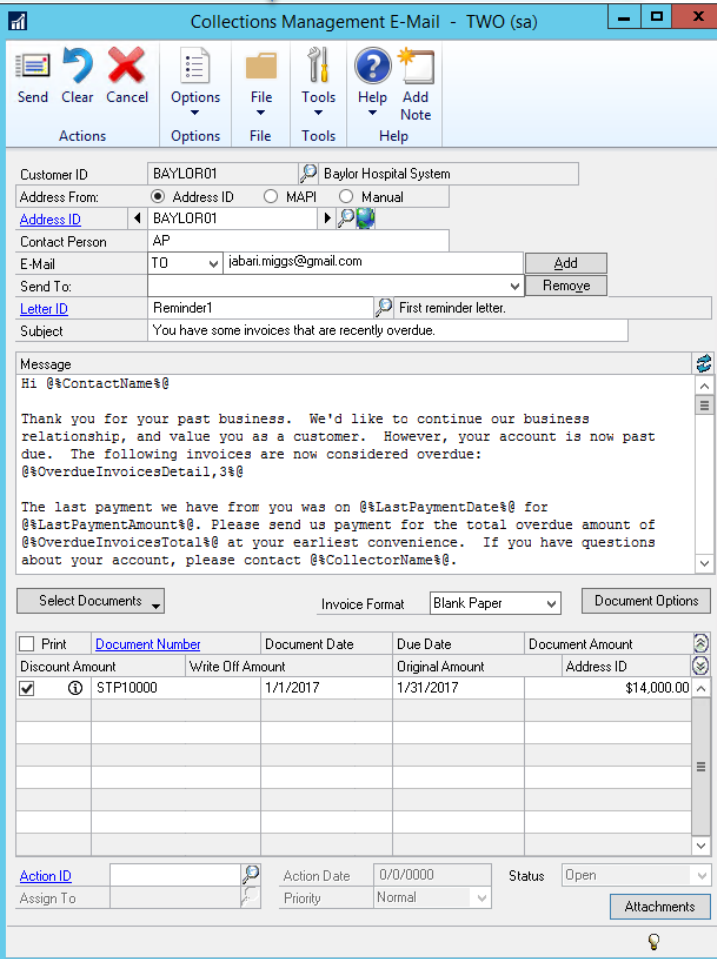 Collections Management E-Mail - TWO (sa)
Send Clear Cancel Options File Tools Help Add Note
Actions Options File Tools Help
Customer ID BAYLOR01 Baylor Hospital System
Address From: Address ID MAPI Manual
Address ID BAYLOR01
Contact Person AP
E-Mail TO jabari.miggs@gmail.com Add
Send To: Remove
Letter ID Reminder1 First reminder letter.
Subject You have some invoices that are recently overdue.
Message
Hi @%ContactName%@
Thank you for your past business. We'd like to continue our business
relationship, and value you as a customer. However, your account is now past
due. The following invoices are now considered overdue:
@%OverdueInvoicesDetail,3%@
The last payment we have from you was on @%LastPaymentDate%@ for
@%LastPaymentAmount%@. Please send us payment for the total overdue amount of
@%OverdueInvoicesTotal%@ at your earliest convenience. If you have questions
about your account, please contact @%CollectorName%@.
Select Documents Invoice Format Blank Paper Document Options
Print Document Number Document Date Due Date Document Amount
Discount Amount Write Off Amount Original Amount Address ID
STP10000 1/1/2017 1/31/2017 $14,000.00
Action ID Action Date 0/0/0000 Status Open
Assign To Priority Normal
Attachments